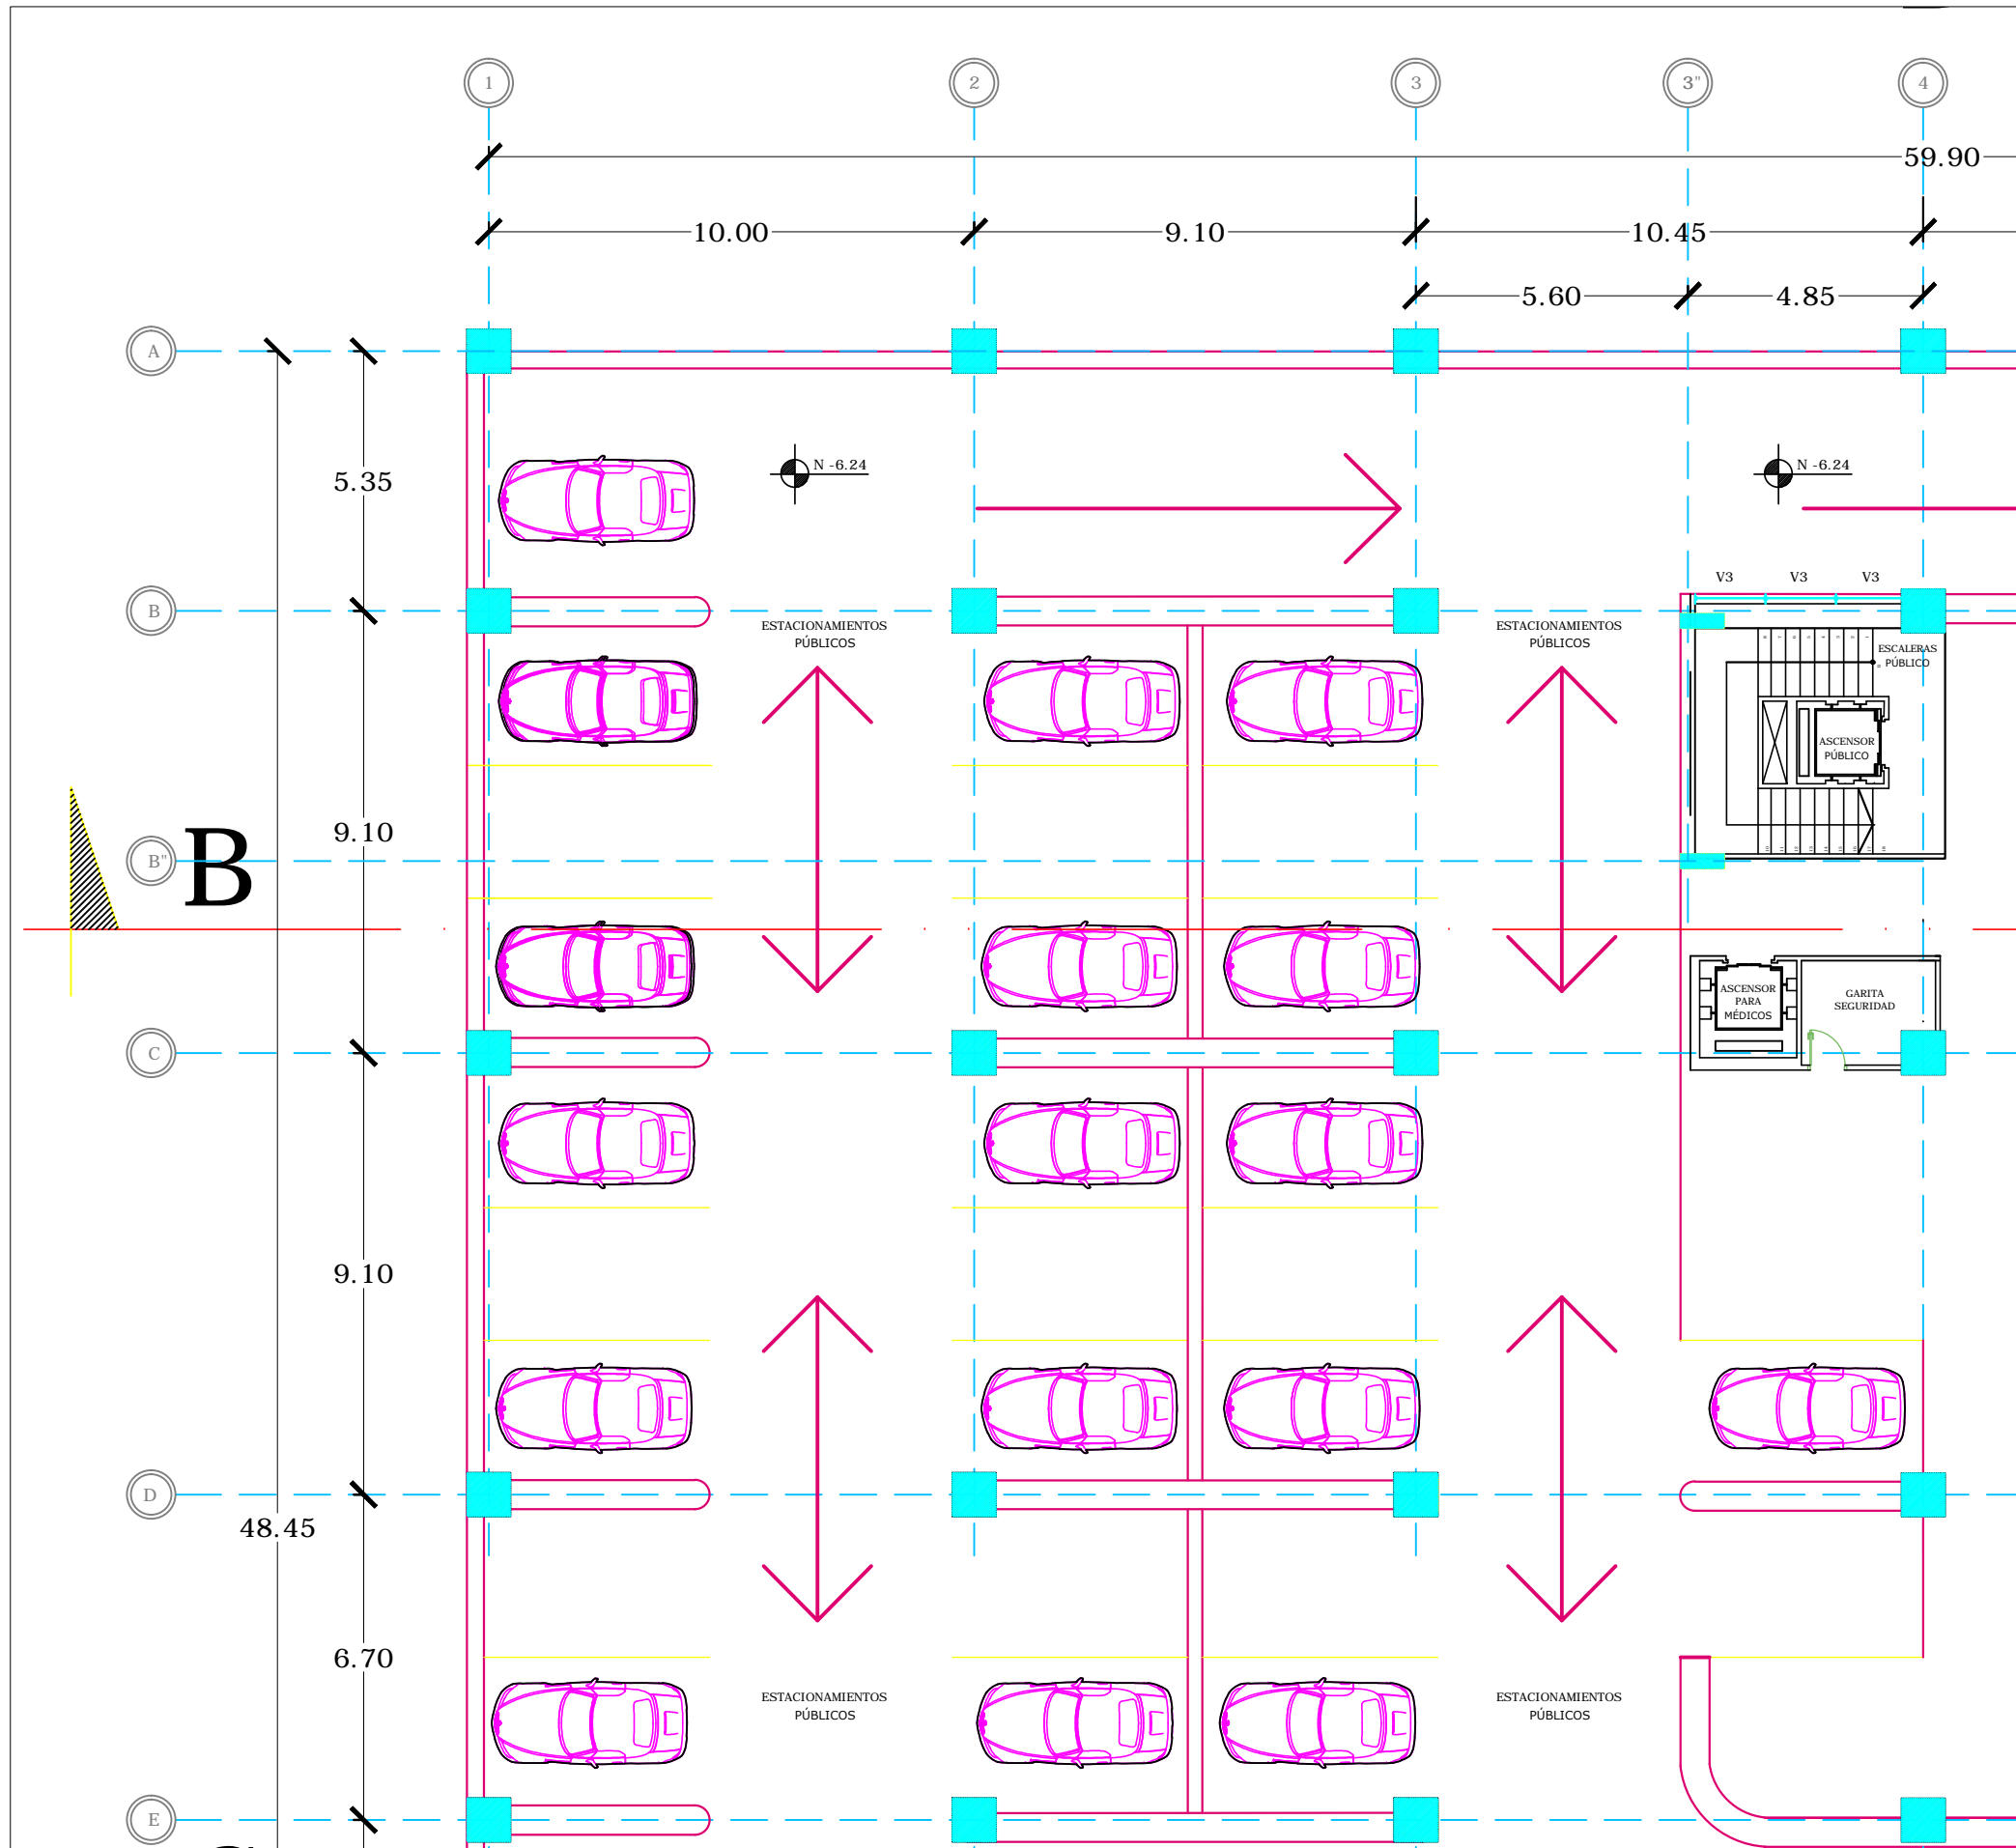 1
2
3
3"
4
59.90
10.00
9.10
10.45
5.60
4.85
A
5.35
N -6.24
N -6.24
V3
V3
V3
B
ESTACIONAMIENTOS
PÚBLICOS
ESTACIONAMIENTOS
PÚBLICOS
ESCALERAS
PÚBLICO
ASCENSOR
PÚBLICO
9.10
B"
B
ASCENSOR
PARA
MÉDICOS
GARITA
SEGURIDAD
C
9.10
D
48.45
6.70
ESTACIONAMIENTOS
PÚBLICOS
ESTACIONAMIENTOS
PÚBLICOS
E